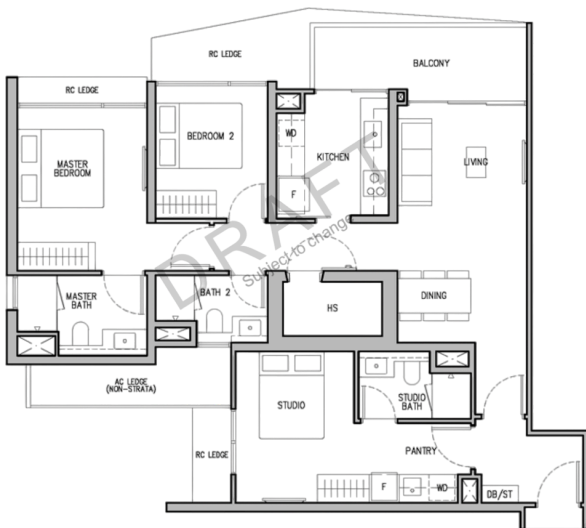 RC LEDGE
BALCONY
RC LEDGE
BEDROOM 2
WD
KITCHEN
MASTER
BEDROOM
LIVING
F
DRAFT
Subject to change
MASTER
BATH
BATH 2
HS
DINING
AC LEDGE
(NON-STRATA)
STUDIO
STUDIO
BATH
RC LEDGE
PANTRY
F
WD
DB/ST